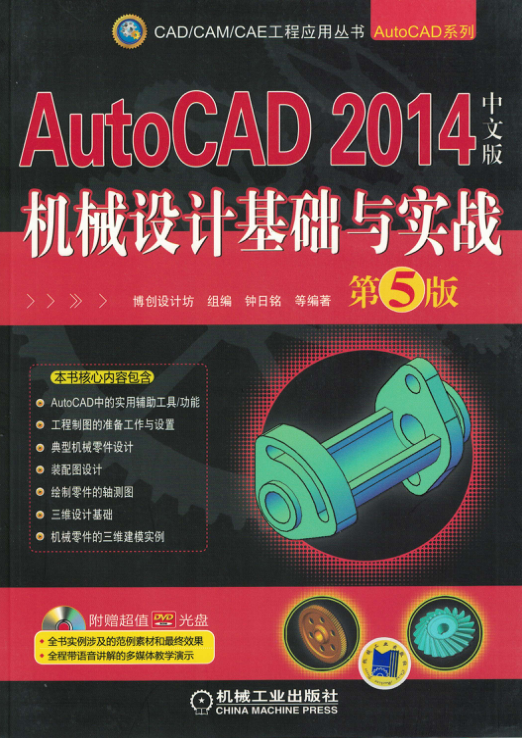 CAD/CAM/CAE工程应用丛书 AutoCAD系列
AutoCAD 2014 中文版
机械设计基础与实战
第5版
博创设计坊 组编 钟日铭 等编著
本书核心内容包含
AutoCAD中的实用辅助工具/功能
工程制图的准备工作与设置
典型机械零件设计
装配图设计
绘制零件的轴测图
三维设计基础
机械零件的三维建模实例
附赠超值 DVD 光盘
• 全书实例涉及的范例素材和最终效果
• 全程带语音讲解的多媒体教学演示
机械工业出版社
CHINA MACHINE PRESS